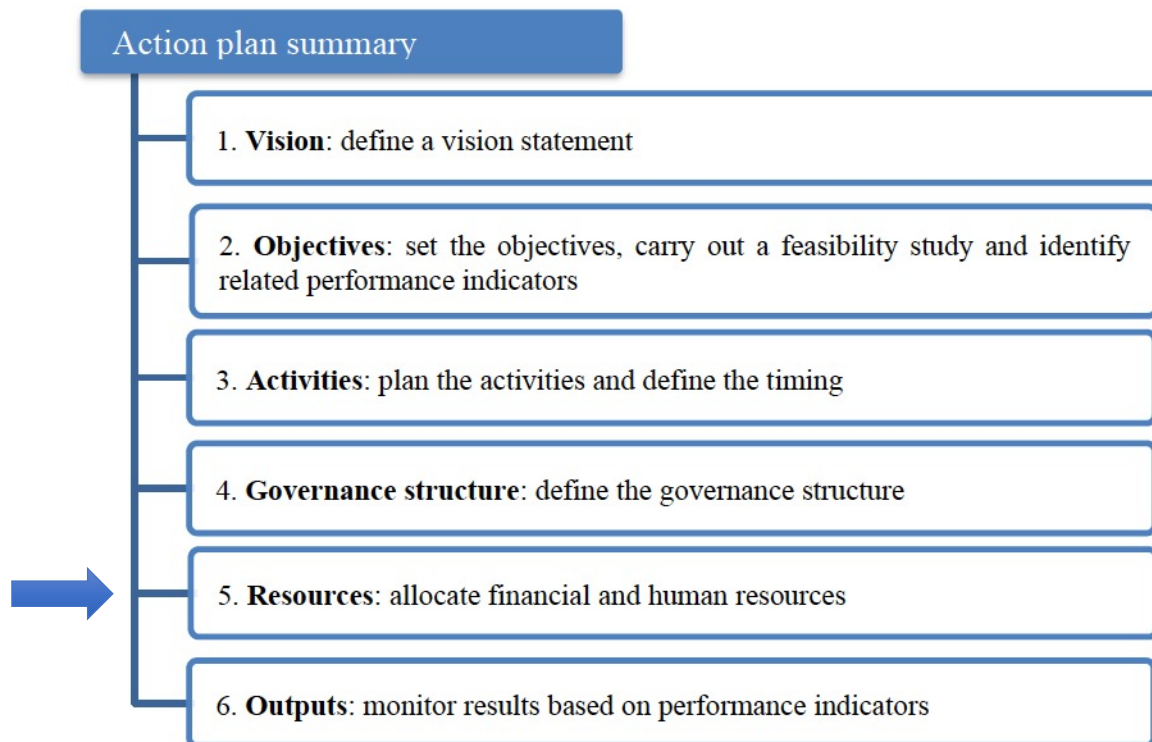 Action plan summary
1. Vision: define a vision statement
2. Objectives: set the objectives, carry out a feasibility study and identify
related performance indicators
3. Activities: plan the activities and define the timing
4. Governance structure: define the governance structure
5. Resources: allocate financial and human resources
6. Outputs: monitor results based on performance indicators